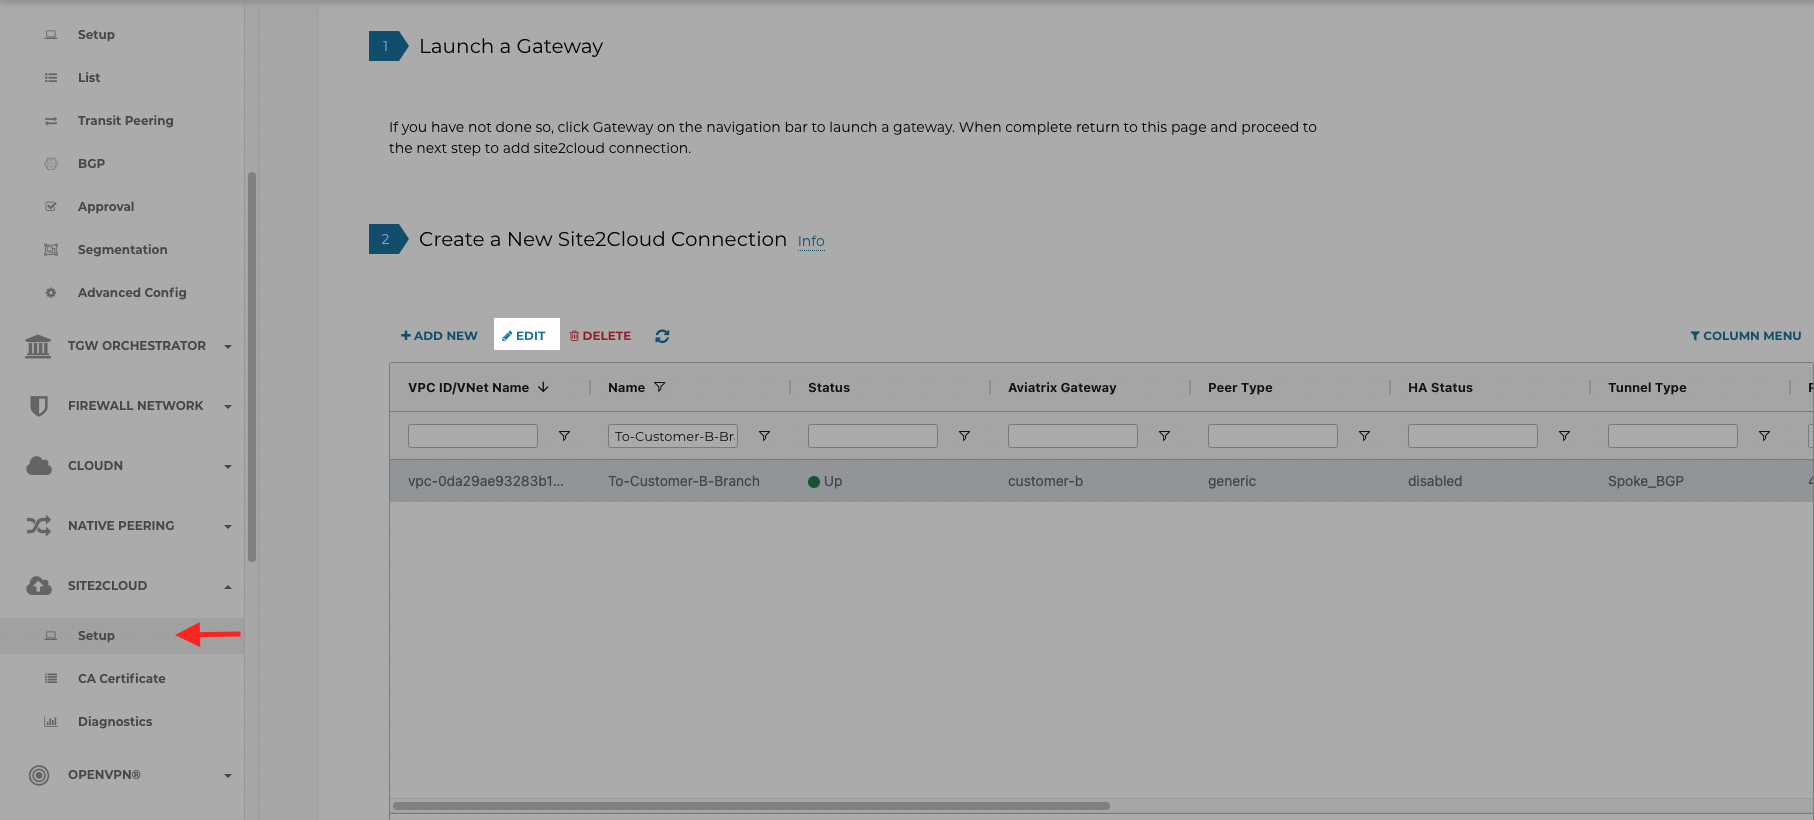 Setup
List
Transit Peering
BGP
Approval
Segmentation
Advanced Config
TGW ORCHESTRATOR
FIREWALL NETWORK
CLOUDN
NATIVE PEERING
SITE2CLOUD
Setup
CA Certificate
Diagnostics
OPENVPN®
1 Launch a Gateway
If you have not done so, click Gateway on the navigation bar to launch a gateway. When complete return to this page and proceed to
the next step to add site2cloud connection.
2 Create a New Site2Cloud Connection Info
+ ADD NEW EDIT DELETE COLUMN MENU
VPC ID/VNet Name Name Status Aviatrix Gateway Peer Type HA Status Tunnel Type
To-Customer-B-Br
vpc-0da29ae93283b1... To-Customer-B-Branch Up customer-b generic disabled Spoke_BGP